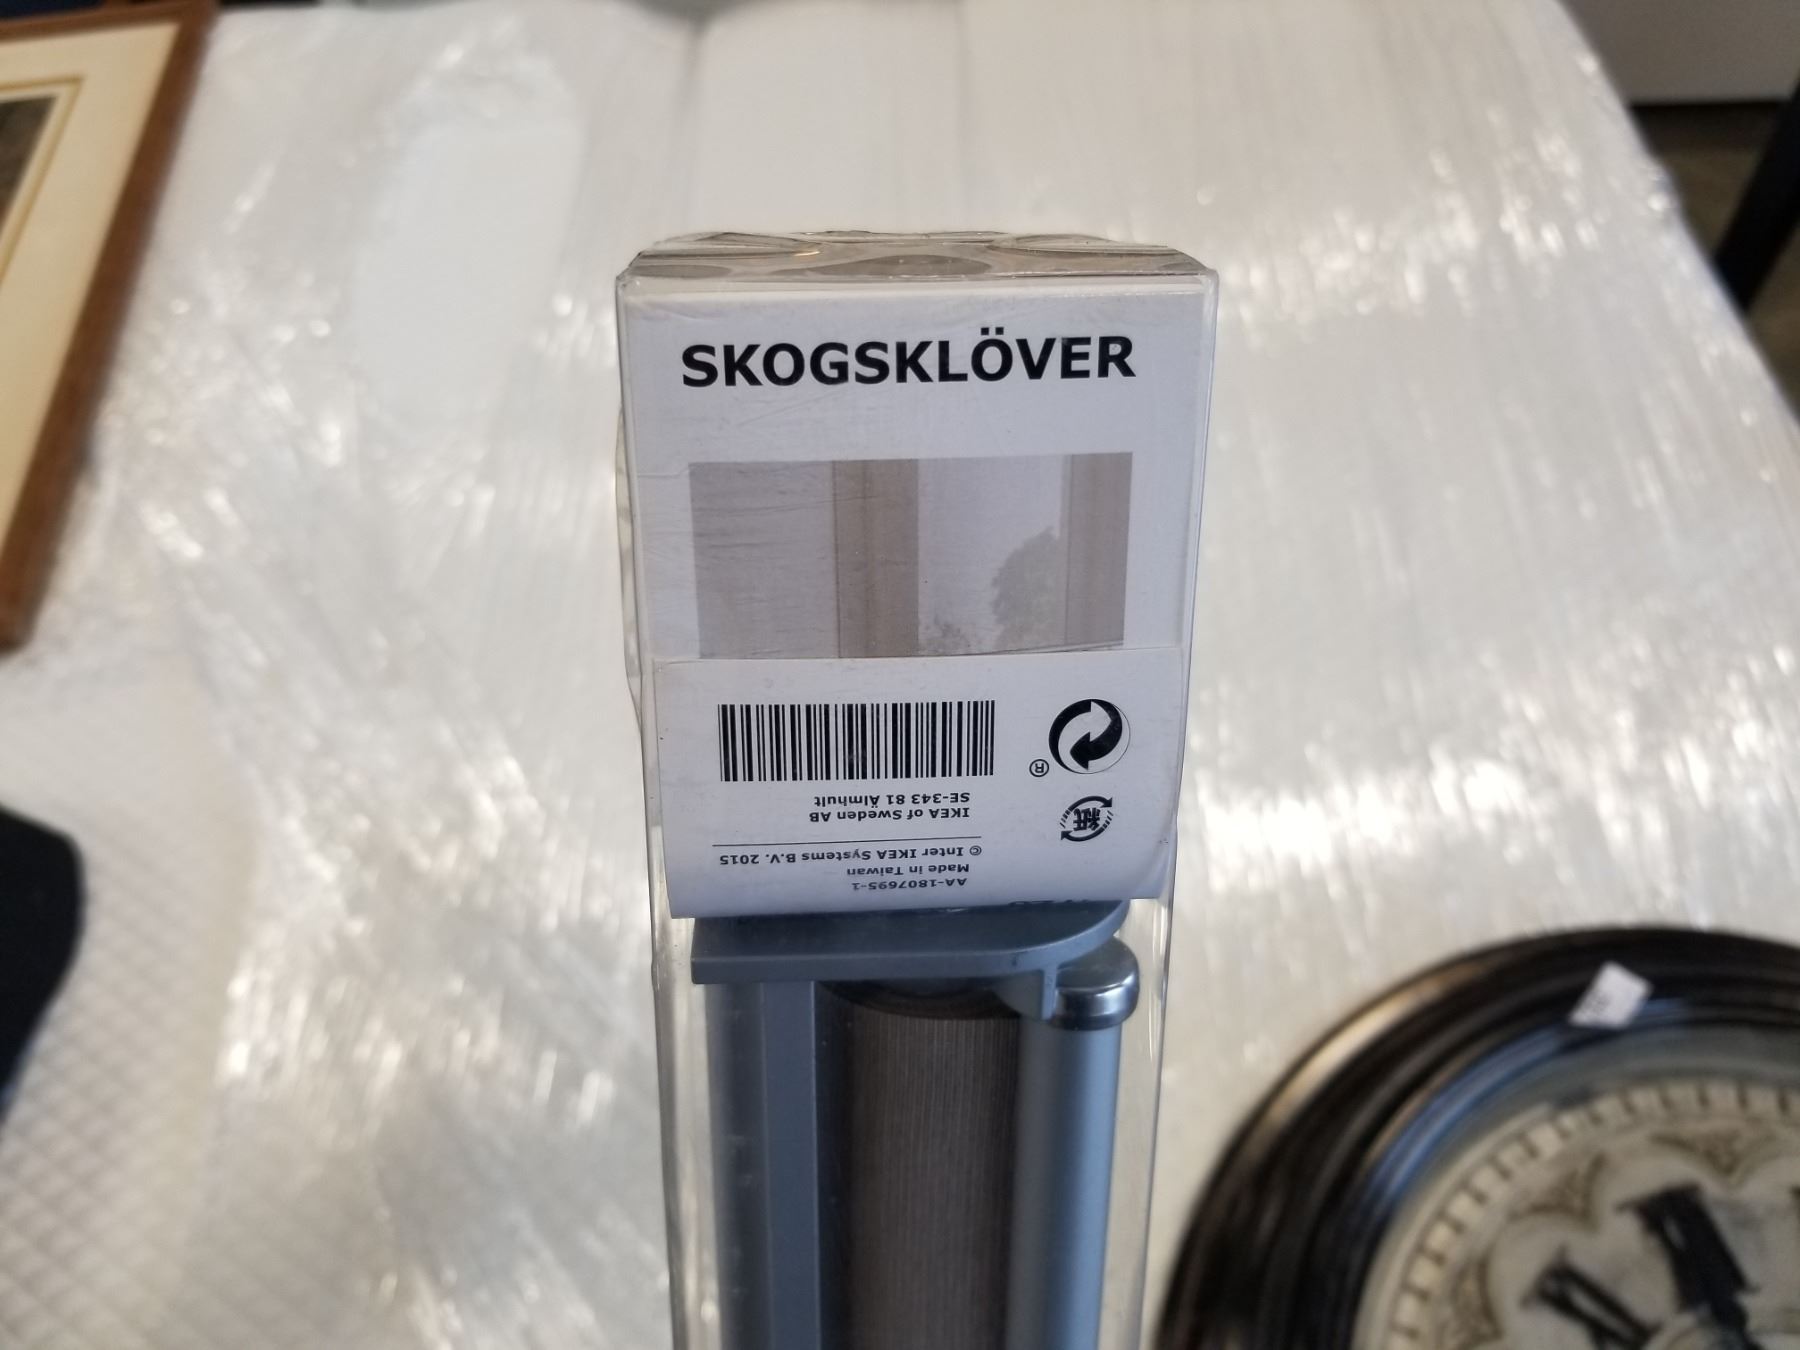 SKOGSKLÖVER
AA-1807695-1
Made in Taiwan
© Inter IKEA Systems B.V. 2015
IKEA of Sweden AB
SE-343 81 Älmhult
®
紙